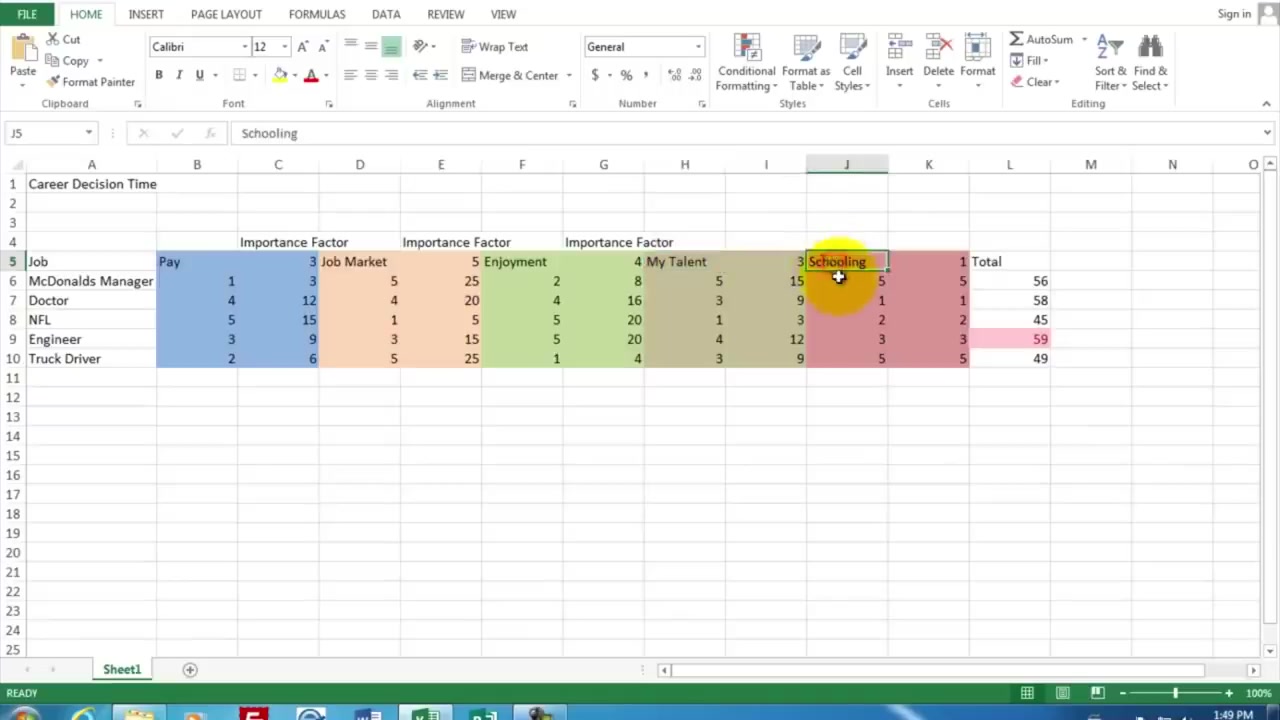 FILE HOME INSERT PAGE LAYOUT FORMULAS DATA REVIEW VIEW Sign in
Paste
Cut
Copy
Format Painter
Clipboard
Calibri 12
B I U
Font
Wrap Text
Merge & Center
Alignment
General
$ % ,
Number
Conditional Formatting
Format as Table
Cell Styles
Styles
Insert Delete Format
Cells
AutoSum
Fill
Clear
Sort & Filter
Find & Select
Editing
J5 Schooling
A B C D E F G H I J K L M N O
1 Career Decision Time
2
3
4 Importance Factor Importance Factor Importance Factor
5 Job Pay 3 Job Market 5 Enjoyment 4 My Talent 3 Schooling 1 Total
6 McDonalds Manager 1 3 5 25 2 8 5 15 5 5 56
7 Doctor 4 12 4 20 4 16 3 9 1 1 58
8 NFL 5 15 1 5 5 20 1 3 2 2 45
9 Engineer 3 9 3 15 5 20 4 12 3 3 59
10 Truck Driver 2 6 5 25 1 4 3 9 5 5 49
11
12
13
14
15
16
17
18
19
20
21
22
23
24
25
Sheet1
READY 100%
1:49 PM